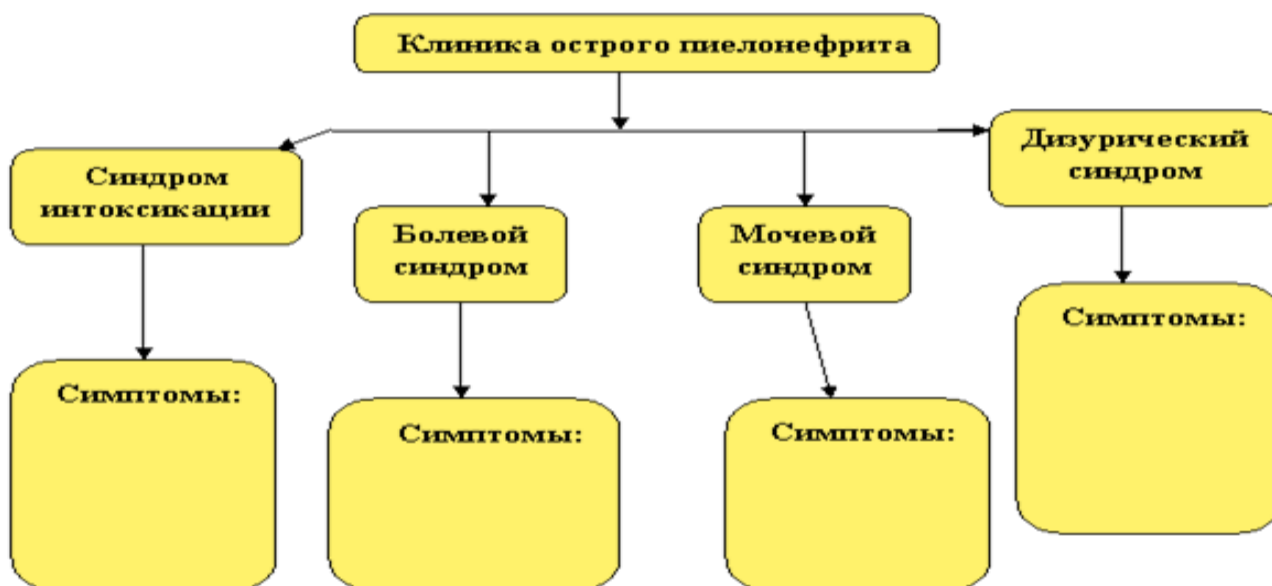 Клиника острого пиелонефрита
Синдром
интоксикации
Болевой
синдром
Мочевой
синдром
Дизурический
синдром
Симптомы:
Симптомы:
Симптомы:
Симптомы: